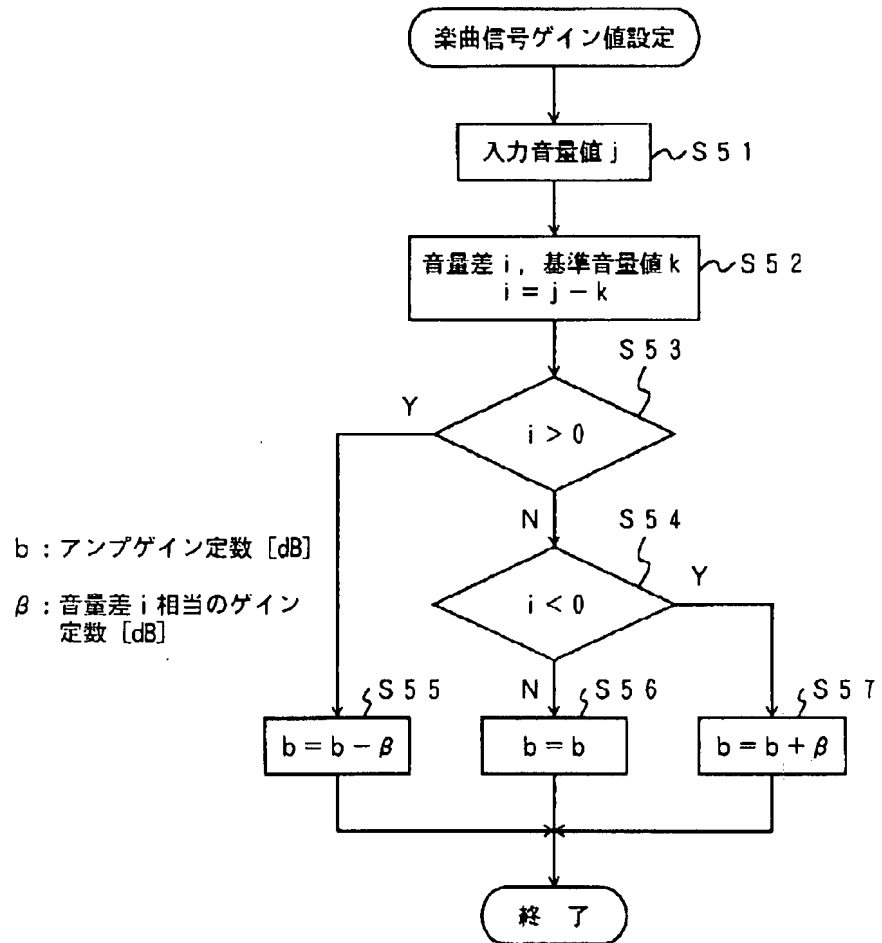 楽曲信号ゲイン値設定
入力音量値 j
S51
音量差 i, 基準音量値 k
i = j − k
S52
S53
Y
i > 0
N
S54
b : アンプゲイン定数 [dB]
β : 音量差 i 相当のゲイン
定数 [dB]
i < 0
Y
N
S55
S56
S57
b = b − β
b = b
b = b + β
終 了